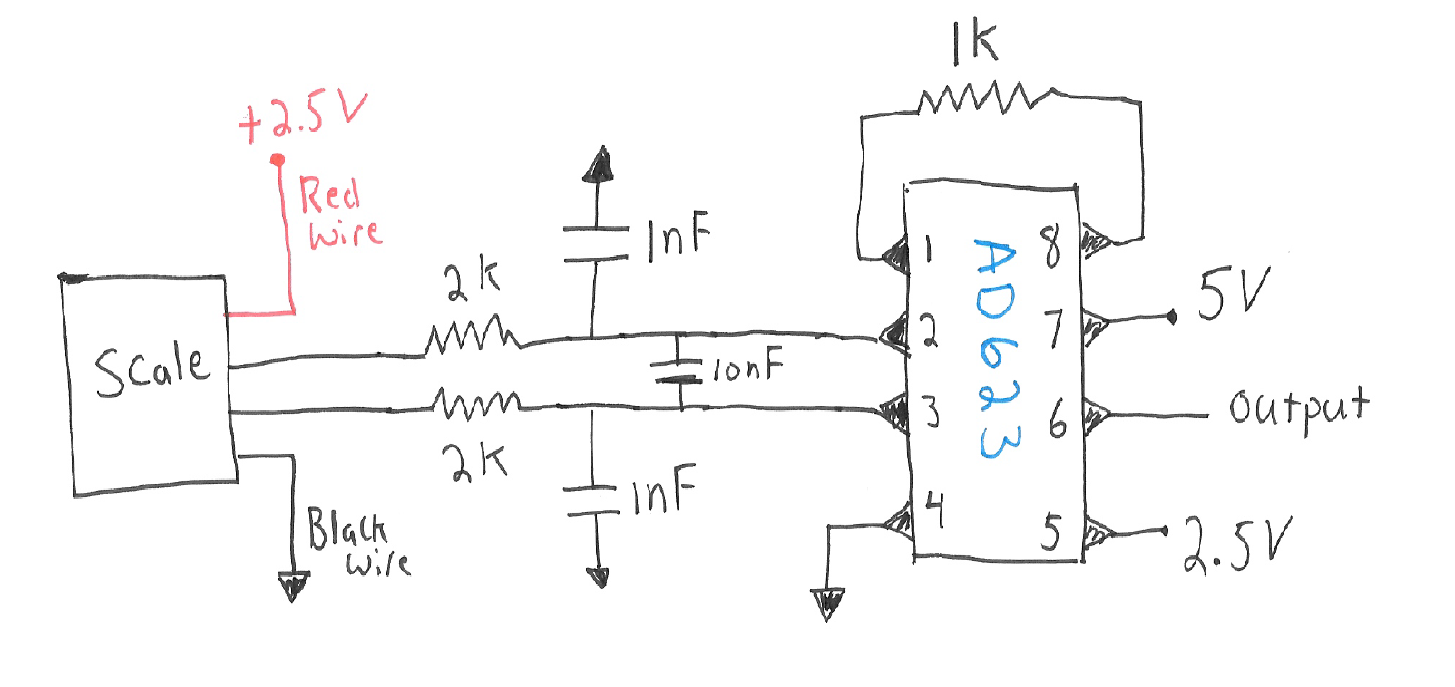 1k
+2.5V
Red
Wire
1nF
2k
Scale
10nF
2k
1nF
Black
Wire
AD623
1
2
3
4
8
7
6
5
5V
output
2.5V